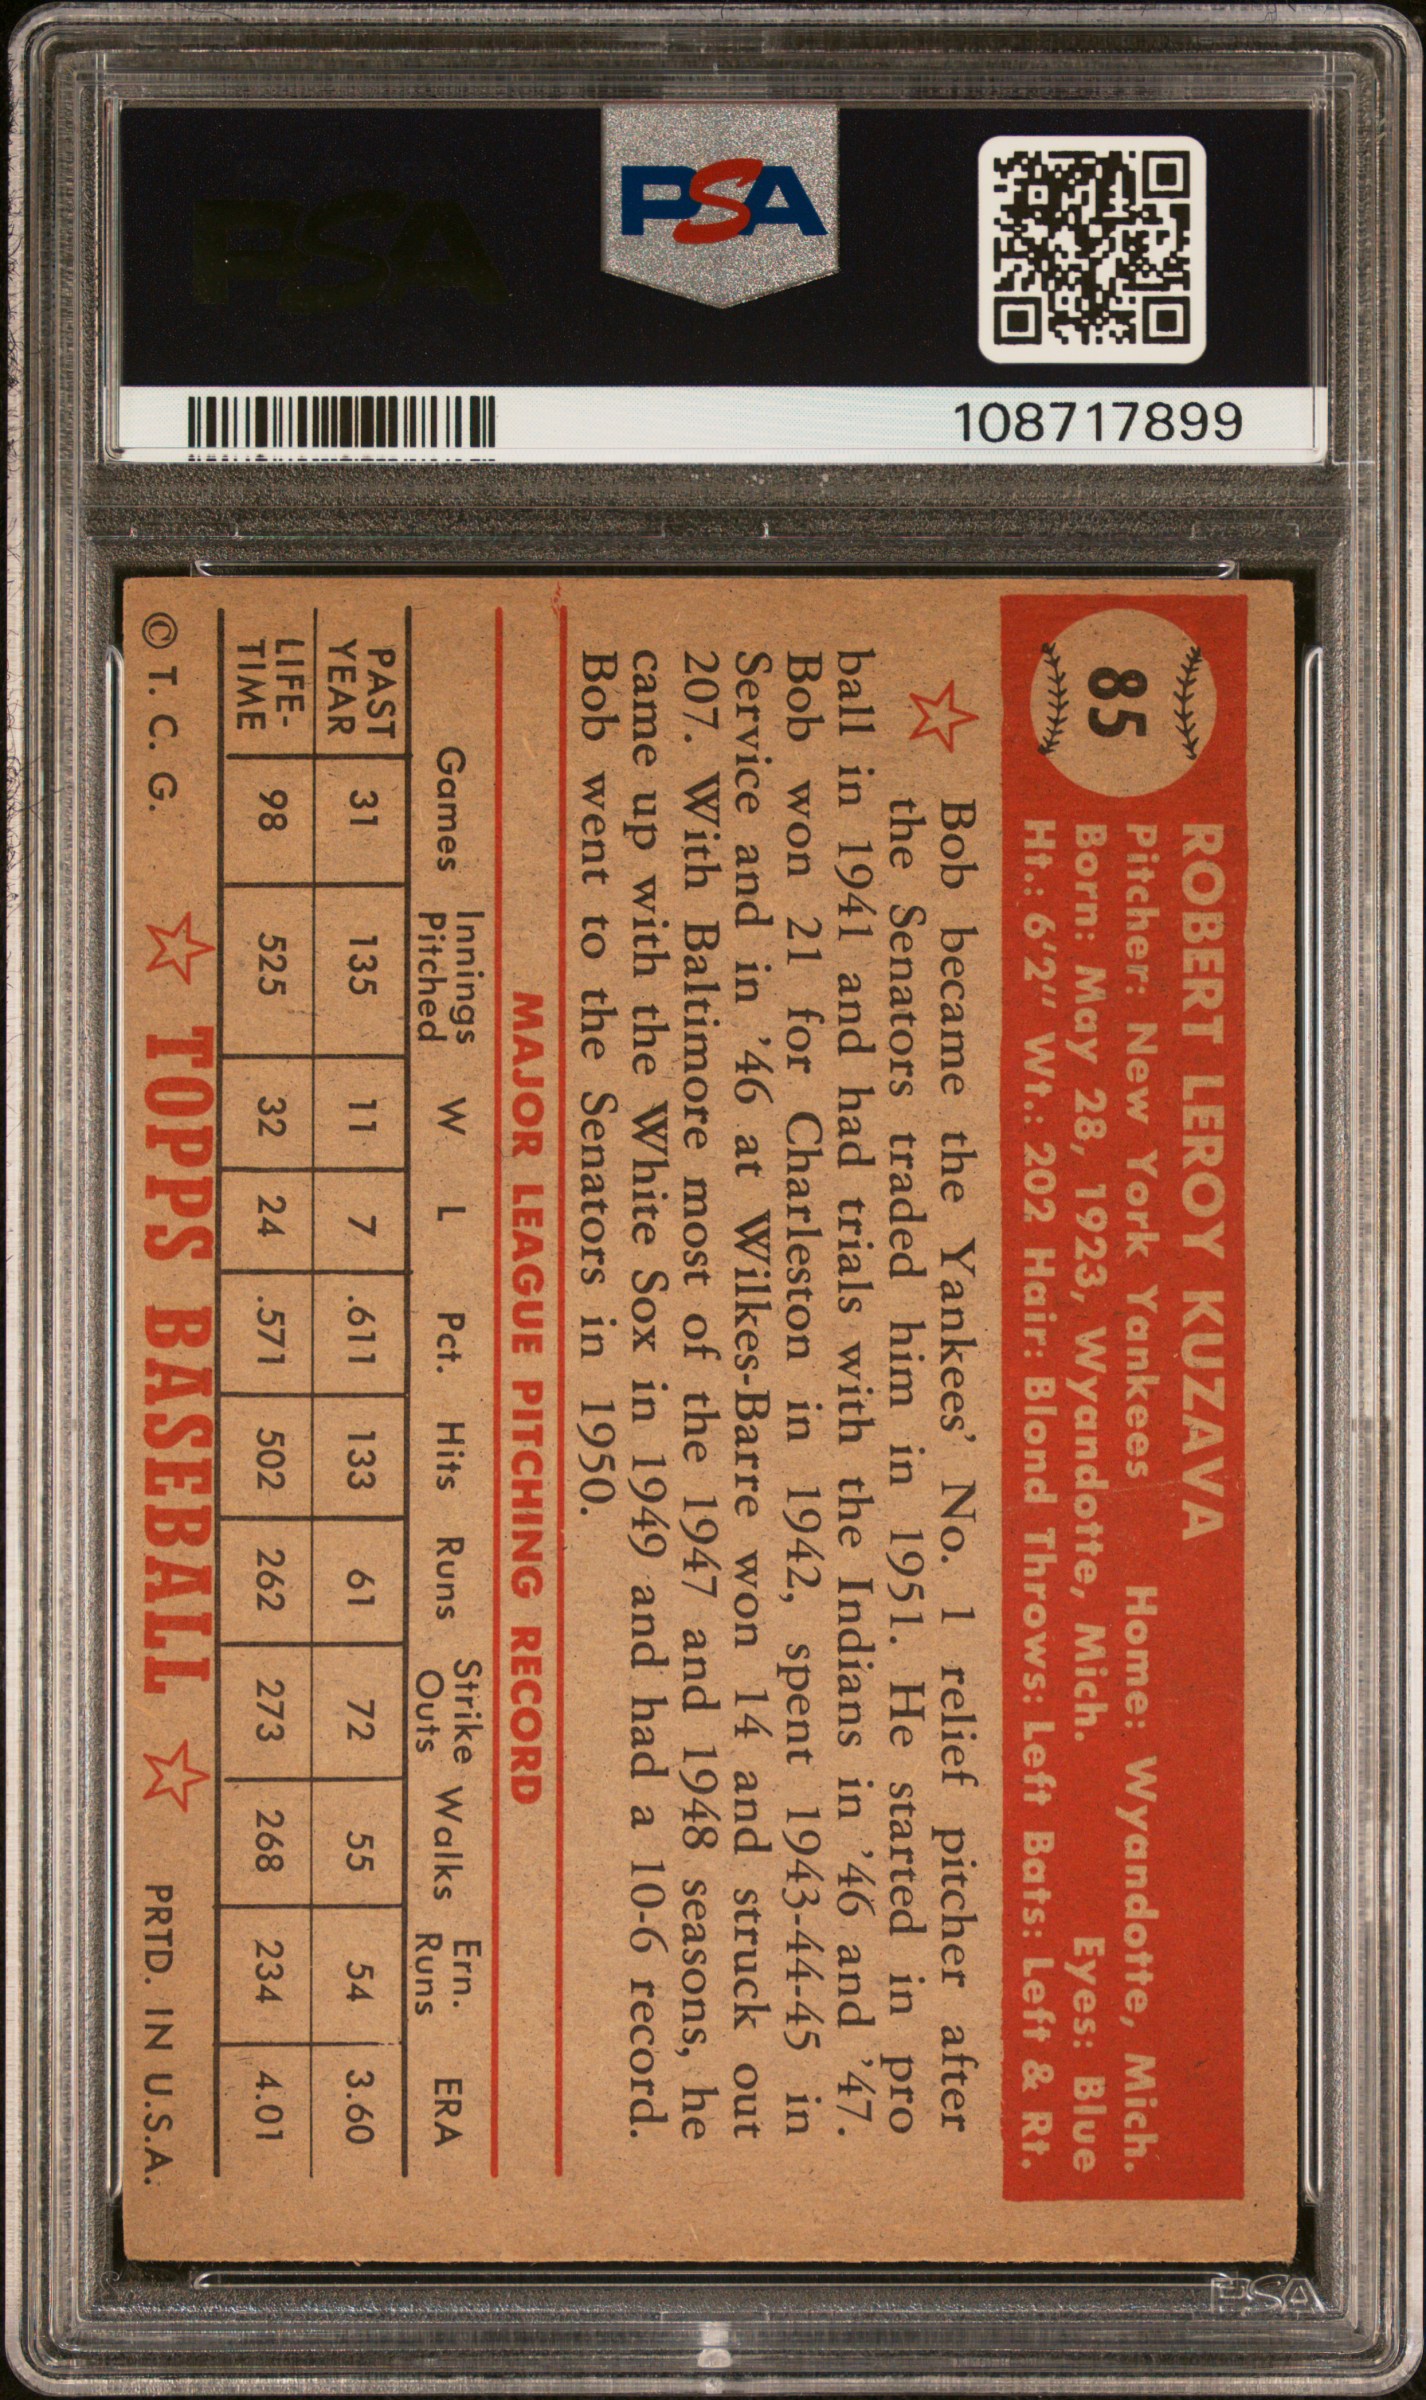 PSA
PSA
108717899
85
ROBERT LEROY KUZAVA
Pitcher: New York Yankees Home: Wyandotte, Mich.
Born: May 28, 1923, Wyandotte, Mich. Eyes: Blue
Ht.: 6'2" Wt.: 202 Hair: Blond Throws: Left Bats: Left & Rt.
Bob became the Yankees' No. 1 relief pitcher after
the Senators traded him in 1951. He started in pro
ball in 1941 and had trials with the Indians in '46 and '47.
Bob won 21 for Charleston in 1942, spent 1943-44-45 in
Service and in '46 at Wilkes-Barre won 14 and struck out
207. With Baltimore most of the 1947 and 1948 seasons, he
came up with the White Sox in 1949 and had a 10-6 record.
Bob went to the Senators in 1950.
MAJOR LEAGUE PITCHING RECORD
Games Innings Pitched W L Pct. Hits Runs Strike Outs Walks Ern. Runs ERA
PAST YEAR 31 135 11 7 .611 133 61 72 55 54 3.60
LIFE- TIME 98 525 32 24 .571 502 262 273 268 234 4.01
© T. C. G. TOPPS BASEBALL PRTD. IN U.S.A.
PSA